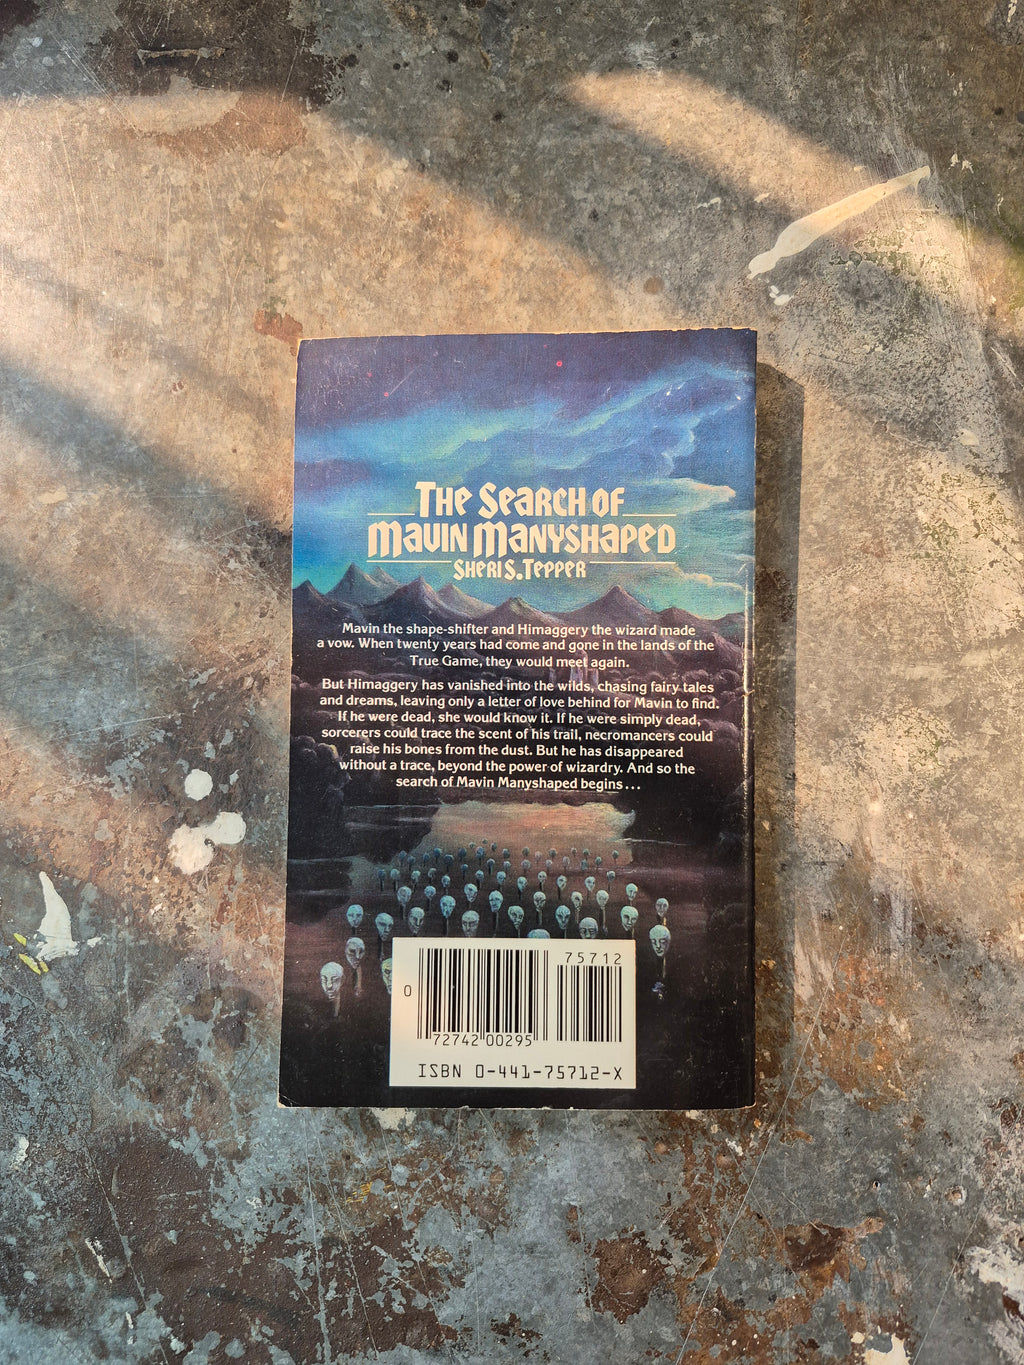 The Search of
Mavin Manyshaped
Sheri S. Tepper
Mavin the shape-shifter and Himaggery the wizard made
a vow. When twenty years had come and gone in the lands of the
True Game, they would meet again.
But Himaggery has vanished into the wilds, chasing fairy tales
and dreams, leaving only a letter of love behind for Mavin to find.
If he were dead, she would know it. If he were simply dead,
sorcerers could trace the scent of his trail, necromancers could
raise his bones from the dust. But he has disappeared
without a trace, beyond the power of wizardry. And so the
search of Mavin Manyshaped begins...
75712
0
72742 00295
ISBN 0-441-75712-X